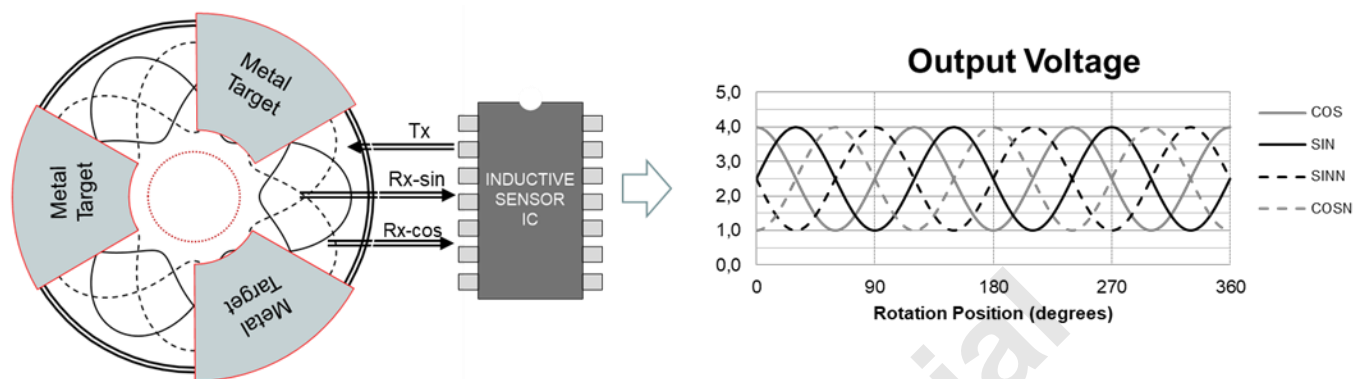 Metal
Target
Metal
Target
Metal
Target
Tx
Rx-sin
Rx-cos
INDUCTIVE
SENSOR
IC
Output Voltage
5,0
4,0
3,0
2,0
1,0
0,0
0 90 180 270 360
Rotation Position (degrees)
COS
SIN
SINN
COSN